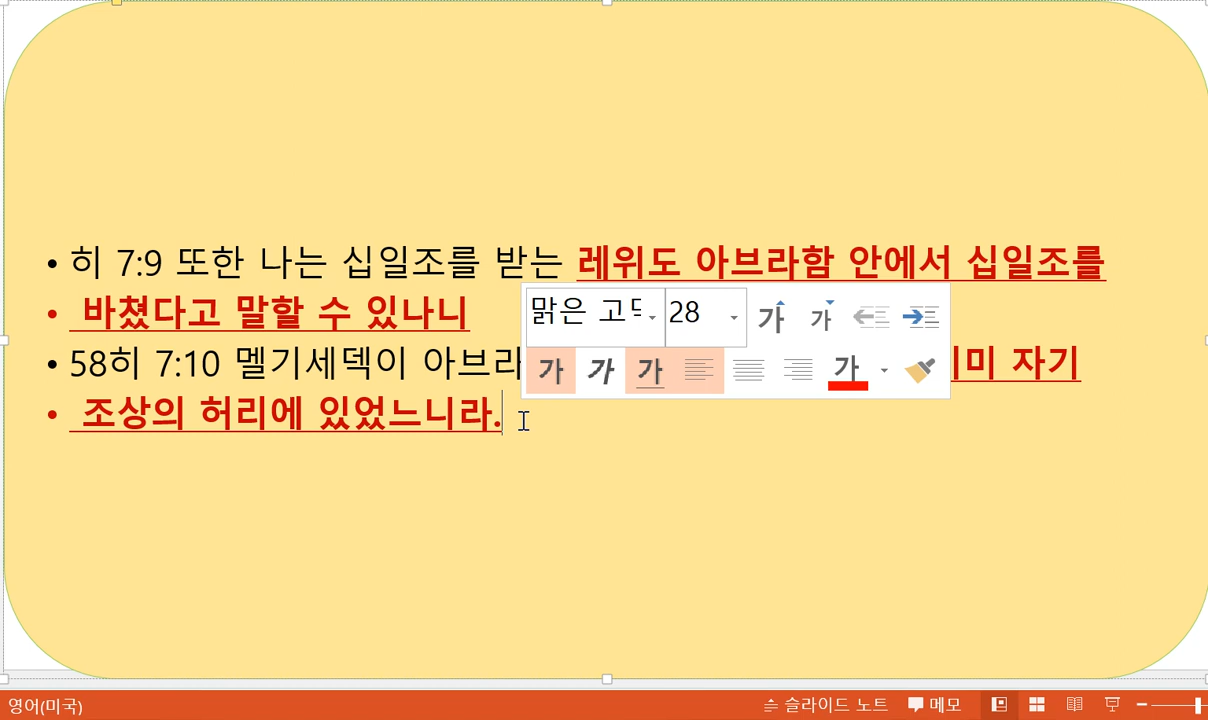 • 히 7:9 또한 나는 십일조를 받는 레위도 아브라함 안에서 십일조를
• 바쳤다고 말할 수 있나니
맑은 고딕 28 가 가
• 58히 7:10 멜기세덱이 아브라 이미 자기
가 가 가 가
• 조상의 허리에 있었느니라.
영어(미국) 슬라이드 노트 메모